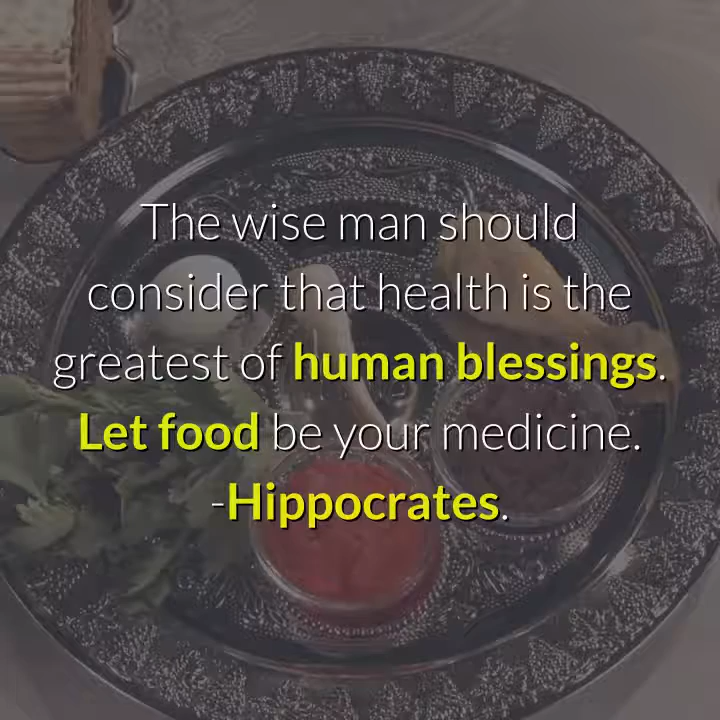 The wise man should
consider that health is the
greatest of human blessings.
Let food be your medicine.
-Hippocrates.